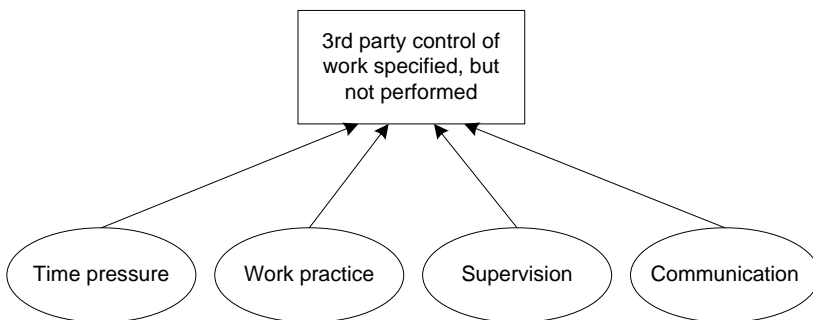 3rd party control of
work specified, but
not performed
Time pressure
Work practice
Supervision
Communication